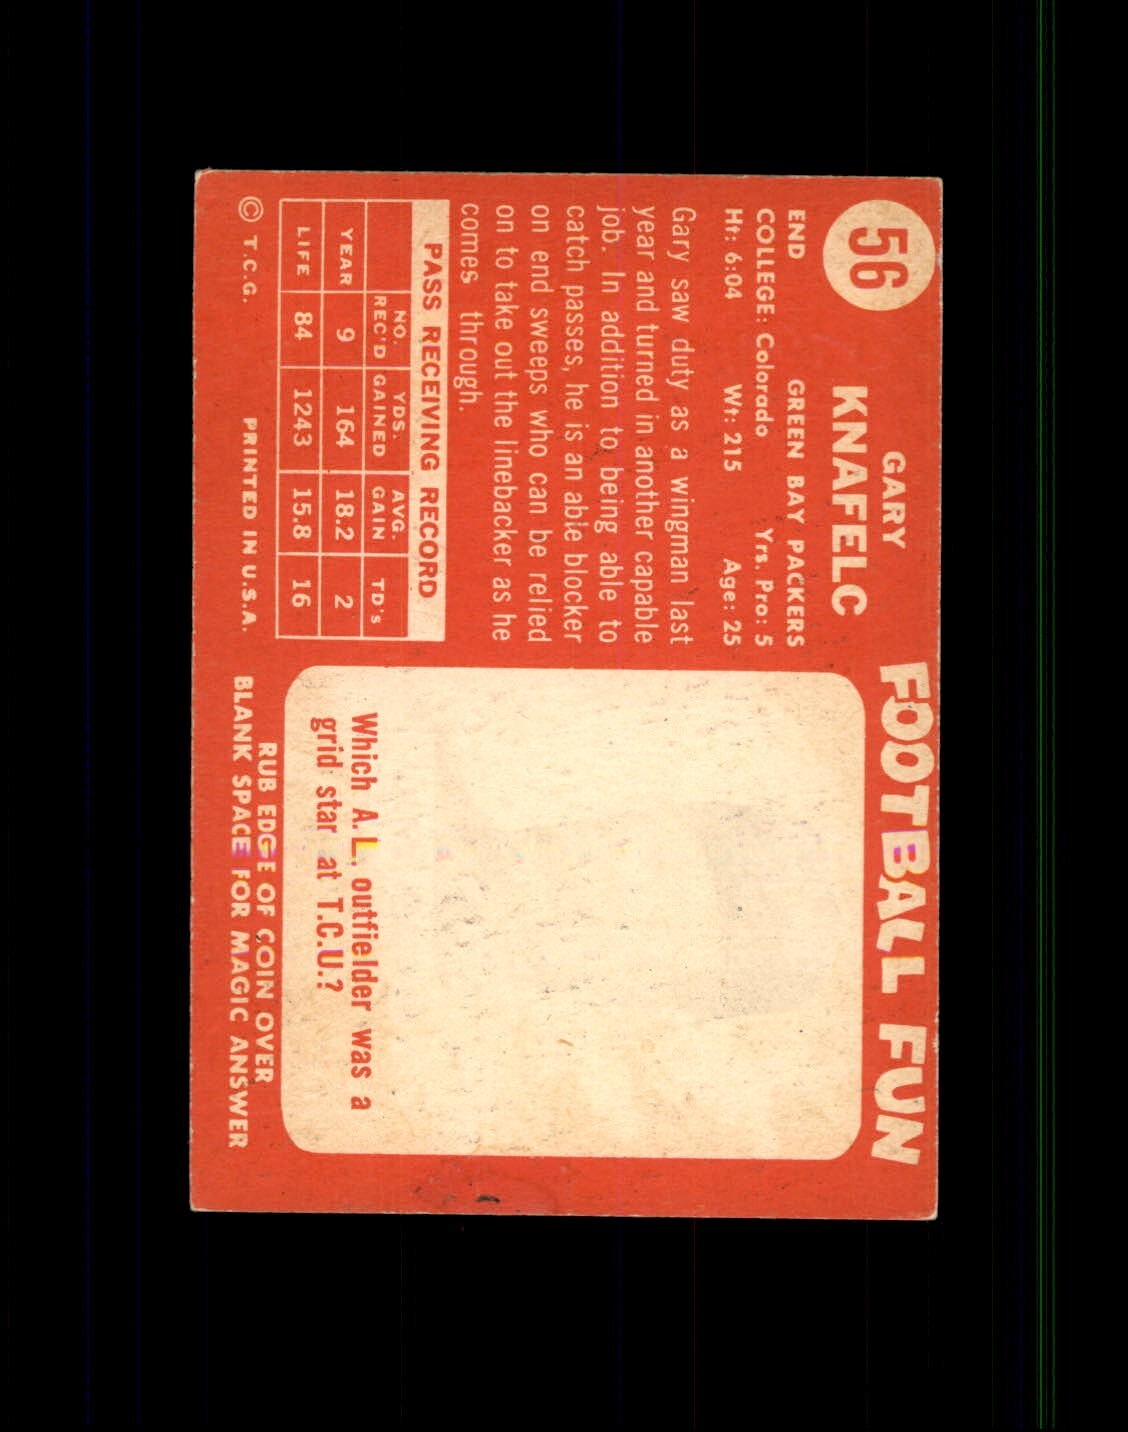 56
GARY
KNAFELC
END GREEN BAY PACKERS
COLLEGE: Colorado Yrs. Pro: 5
Ht: 6:04 Wt: 215 Age: 25
Gary saw duty as a wingman last
year and turned in another capable
job. In addition to being able to
catch passes, he is an able blocker
on end sweeps who can be relied
on to take out the linebacker as he
comes through.
PASS RECEIVING RECORD
NO. REC'D YDS. GAINED AVG. GAIN TD's
YEAR 9 164 18.2 2
LIFE 84 1243 15.8 16
© T.C.G. PRINTED IN U.S.A.
FOOTBALL FUN
Which A.L. outfielder was a
grid star at T.C.U.?
RUB EDGE OF COIN OVER
BLANK SPACE FOR MAGIC ANSWER